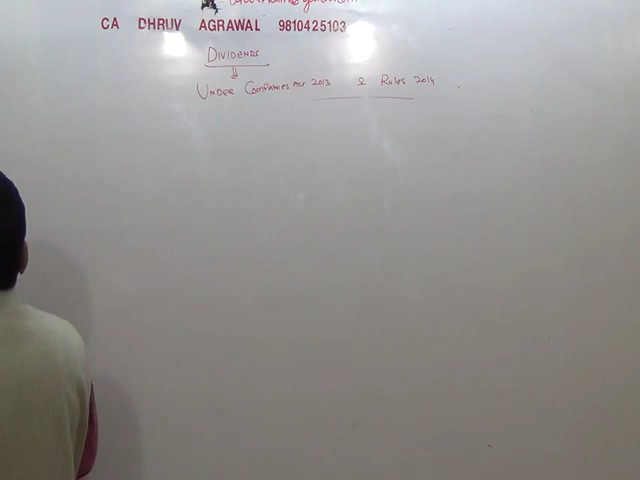 CA DHRUV AGRAWAL 9810425103
DIVIDENDS
UNDER COMPANIES ACT 2013 & RULES 2014